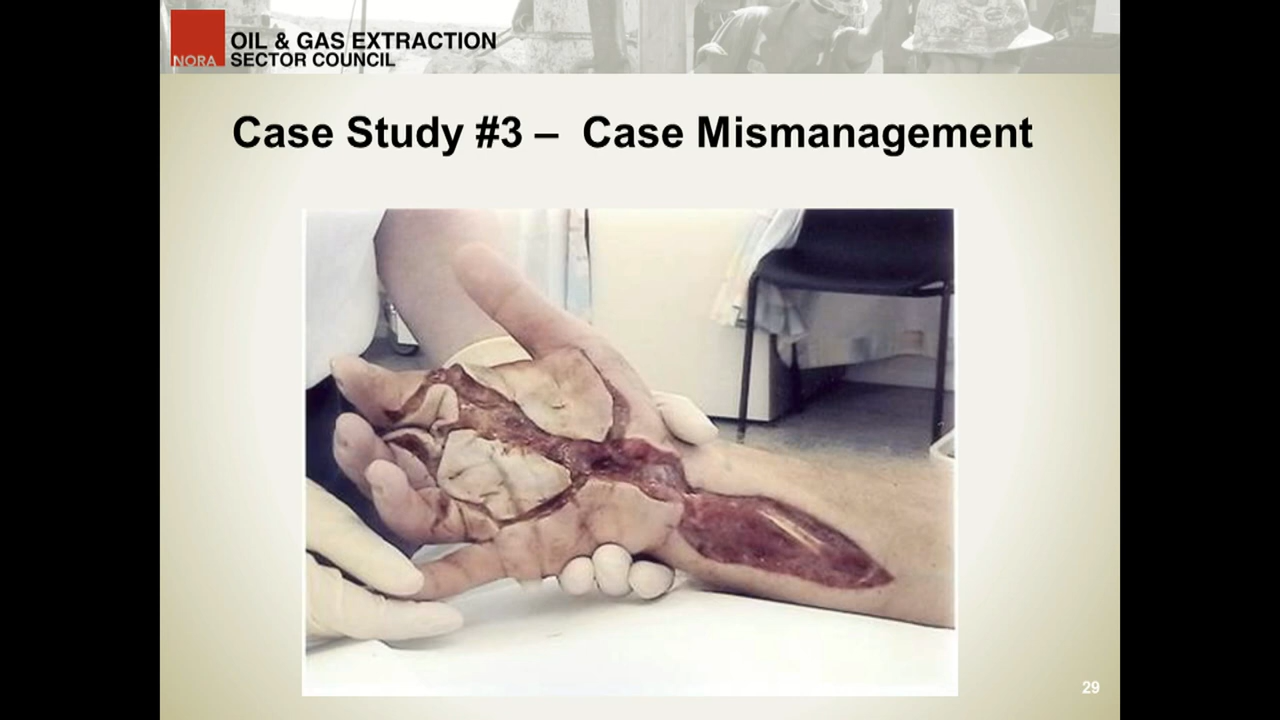 NORA
OIL & GAS EXTRACTION
SECTOR COUNCIL
Case Study #3 – Case Mismanagement
29